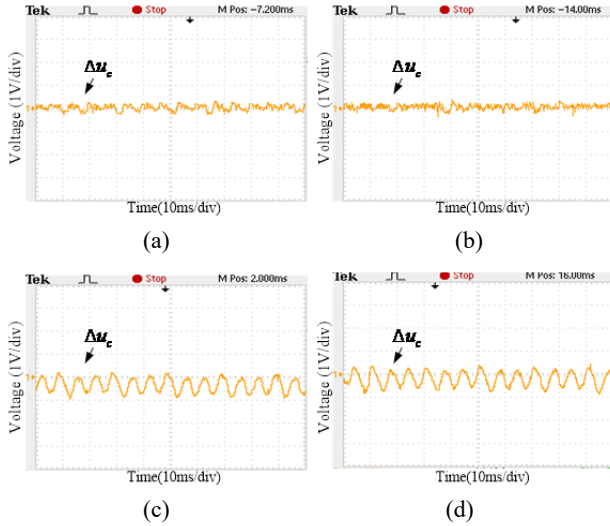 Tek Stop M Pos: -7.200ms
Δu_c
Voltage (1V/div)
Time(10ms/div)
(a)
Tek Stop M Pos: -14.00ms
Δu_c
Voltage (1V/div)
Time(10ms/div)
(b)
Tek Stop M Pos: 2.000ms
Δu_c
Voltage (1V/div)
Time(10ms/div)
(c)
Tek Stop M Pos: 16.00ms
Δu_c
Voltage (1V/div)
Time(10ms/div)
(d)